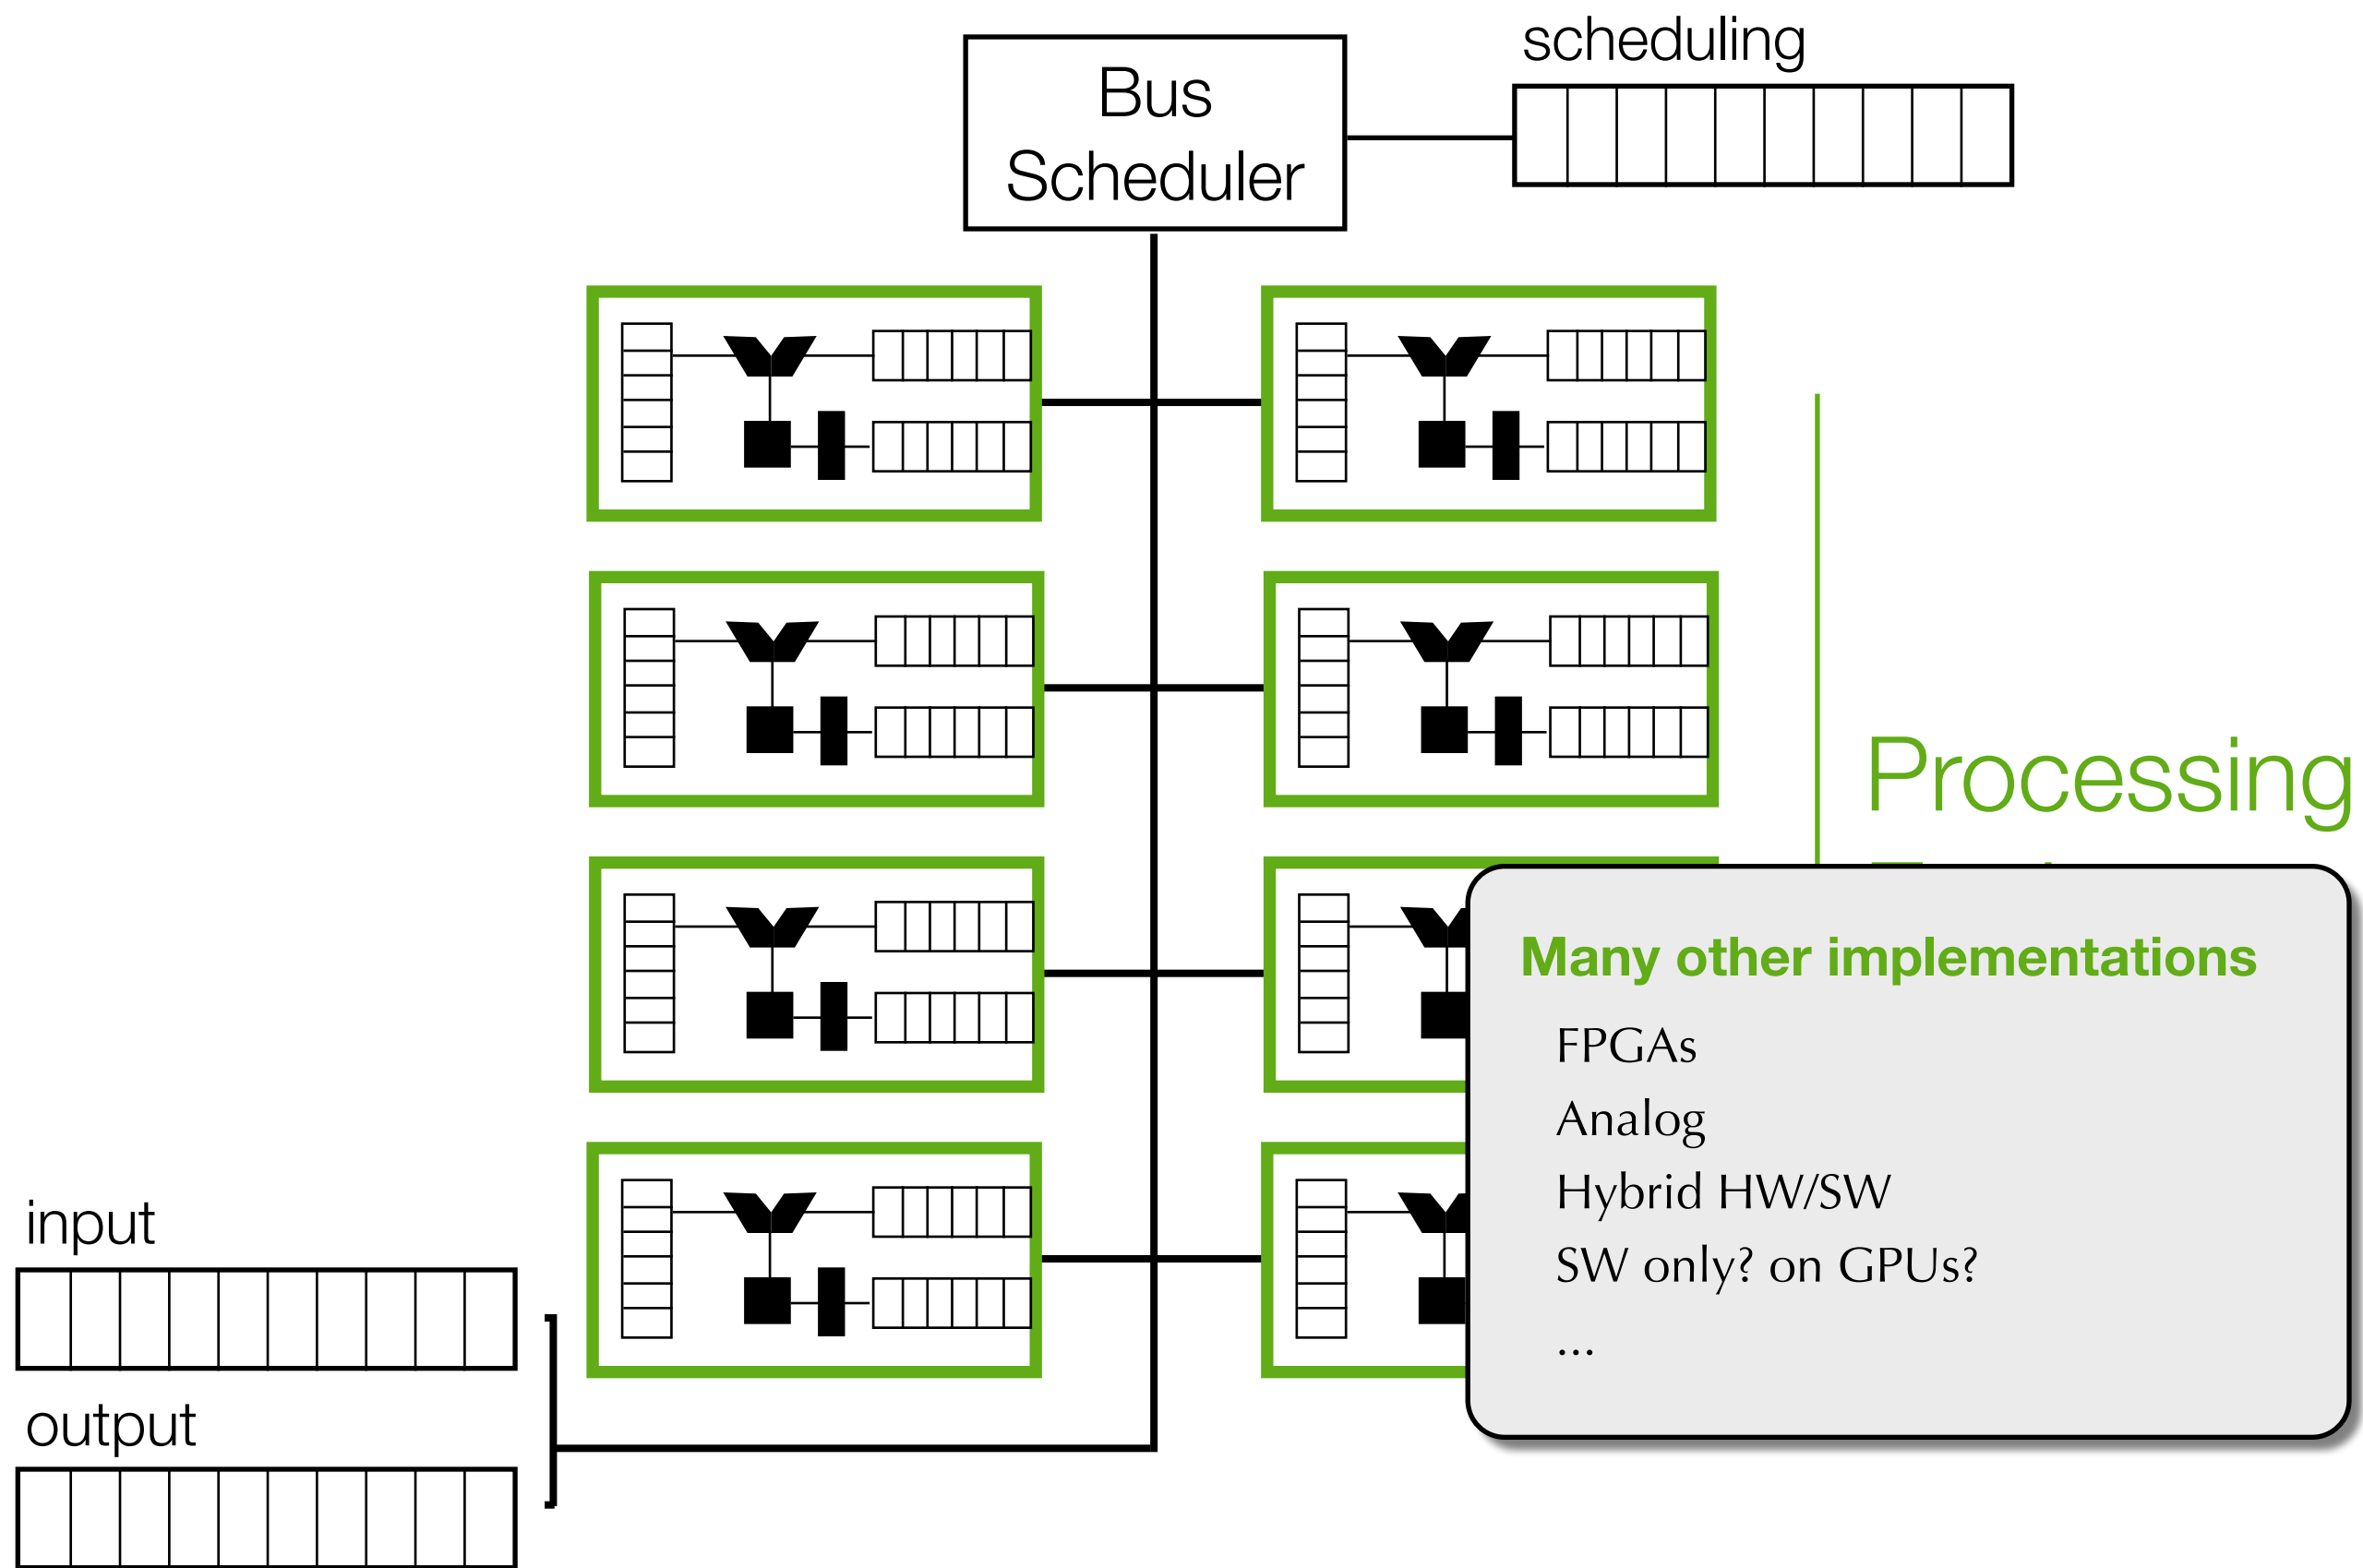 scheduling
Bus
Scheduler
Processing
Many other implementations
FPGAs
Analog
Hybrid HW/SW
SW only? on GPUs?
...
input
output